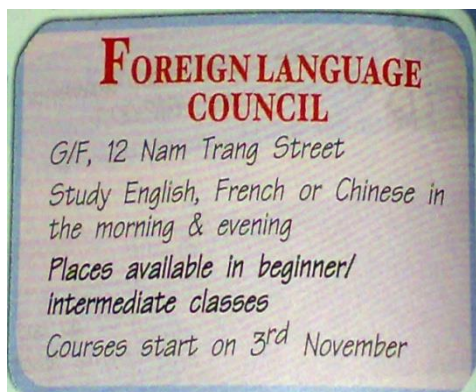 FOREIGN LANGUAGE
COUNCIL
G/F, 12 Nam Trang Street
Study English, French or Chinese in
the morning & evening
Places available in beginner/
intermediate classes
Courses start on 3rd November